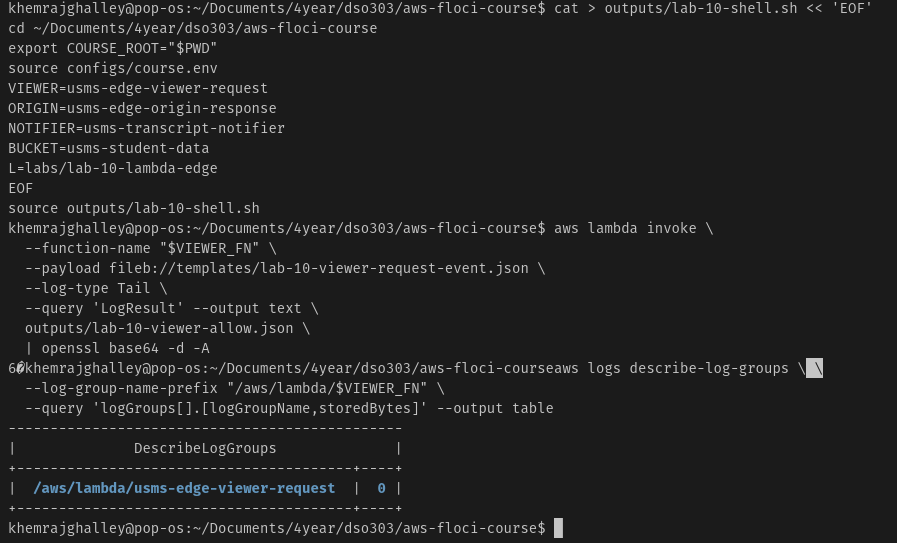 khemrajghalley@pop-os:~/Documents/4year/dso303/aws-floci-course$ cat > outputs/lab-10-shell.sh << 'EOF'
cd ~/Documents/4year/dso303/aws-floci-course
export COURSE_ROOT="$PWD"
source configs/course.env
VIEWER=usms-edge-viewer-request
ORIGIN=usms-edge-origin-response
NOTIFIER=usms-transcript-notifier
BUCKET=usms-student-data
L=labs/lab-10-lambda-edge
EOF
source outputs/lab-10-shell.sh
khemrajghalley@pop-os:~/Documents/4year/dso303/aws-floci-course$ aws lambda invoke \
  --function-name "$VIEWER_FN" \
  --payload fileb://templates/lab-10-viewer-request-event.json \
  --log-type Tail \
  --query 'LogResult' --output text \
  outputs/lab-10-viewer-allow.json \
  | openssl base64 -d -A
6�khemrajghalley@pop-os:~/Documents/4year/dso303/aws-floci-courseaws logs describe-log-groups \ \
  --log-group-name-prefix "/aws/lambda/$VIEWER_FN" \
  --query 'logGroups[].[logGroupName,storedBytes]' --output table
-----------------------------------------------
|              DescribeLogGroups              |
+----------------------------------------+----+
|  /aws/lambda/usms-edge-viewer-request  |  0 |
+----------------------------------------+----+
khemrajghalley@pop-os:~/Documents/4year/dso303/aws-floci-course$